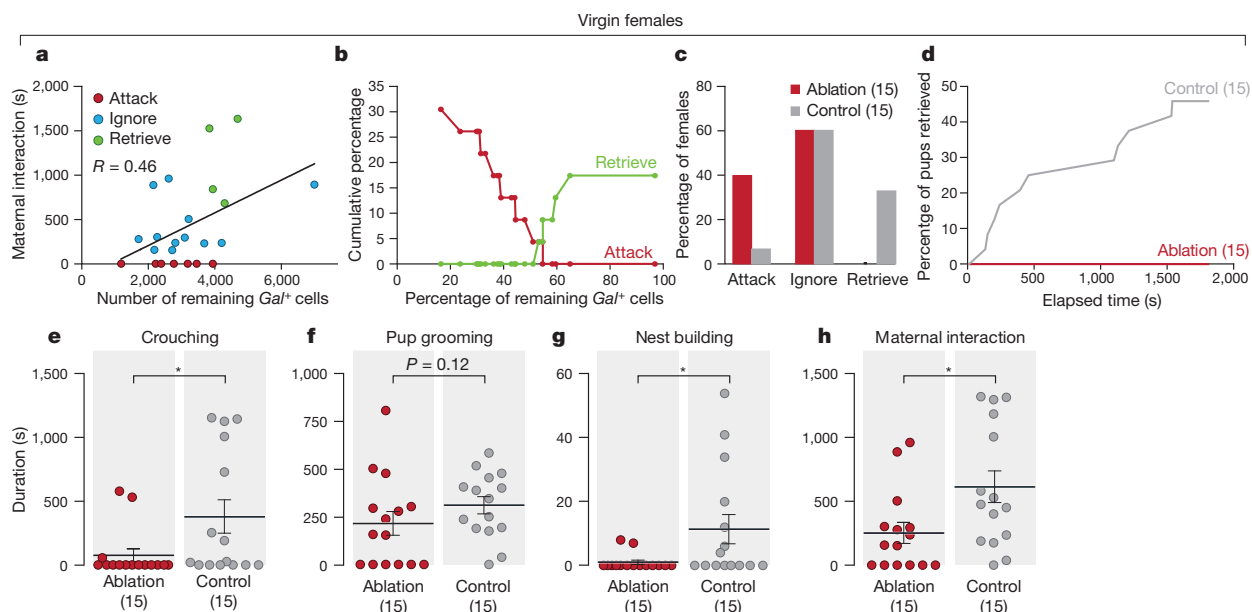 Virgin females
a
Maternal interaction (s)
2,000
1,500
1,000
500
0
Attack
Ignore
Retrieve
R = 0.46
0 2,000 4,000 6,000
Number of remaining Gal+ cells
b
Cumulative percentage
35
30
25
20
15
10
5
0
Retrieve
Attack
0 20 40 60 80 100
Percentage of remaining Gal+ cells
c
Percentage of females
80
60
40
20
0
Ablation (15)
Control (15)
Attack Ignore Retrieve
d
Percentage of pups retrieved
50
40
30
20
10
0
Control (15)
Ablation (15)
0 500 1,000 1,500 2,000
Elapsed time (s)
e
Crouching
Duration (s)
1,500
1,000
500
0
*
Ablation
(15)
Control
(15)
f
Pup grooming
P = 0.12
1,000
750
500
250
0
Ablation
(15)
Control
(15)
g
Nest building
60
40
20
0
*
Ablation
(15)
Control
(15)
h
Maternal interaction
1,500
1,000
500
0
*
Ablation
(15)
Control
(15)